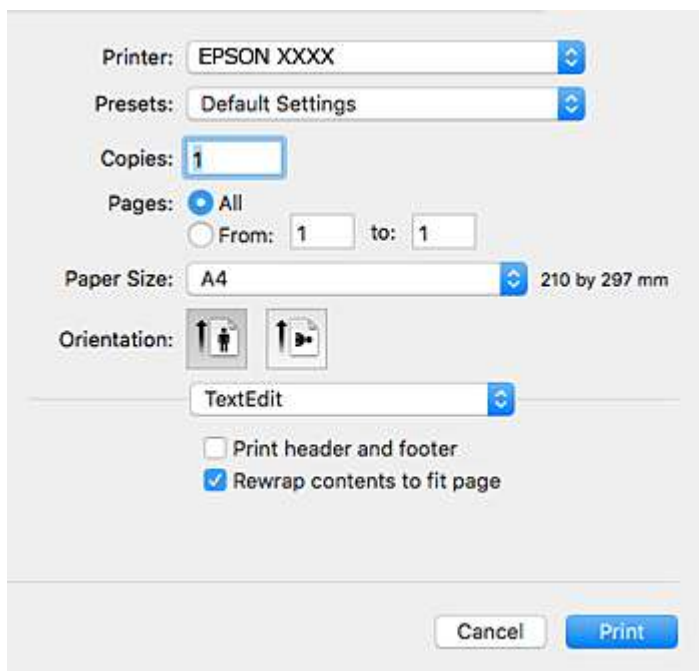 Printer: EPSON XXXX
Presets: Default Settings
Copies: 1
Pages: All
From: 1 to: 1
Paper Size: A4 210 by 297 mm
Orientation:
TextEdit
Print header and footer
Rewrap contents to fit page
Cancel Print